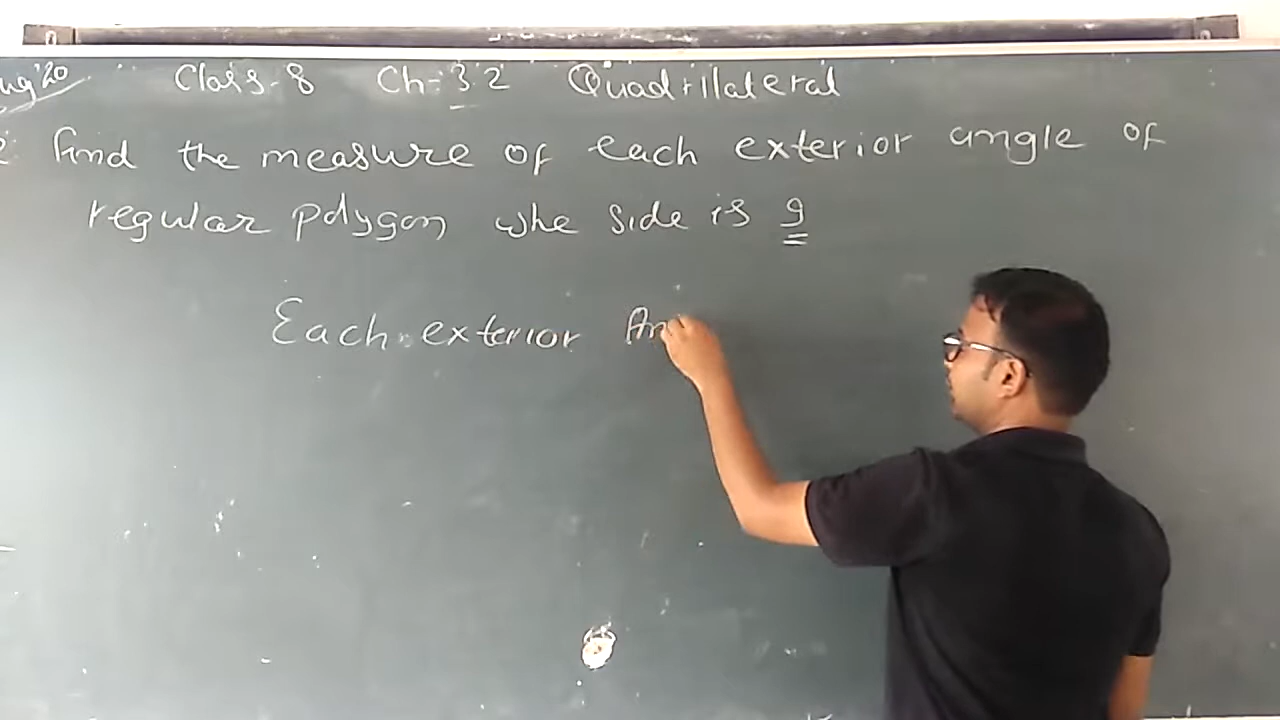 ug'20 Class-8 Ch-3.2 Quadrilateral
2 find the measure of each exterior angle of
regular polygon whe side is 9
Each exterior An